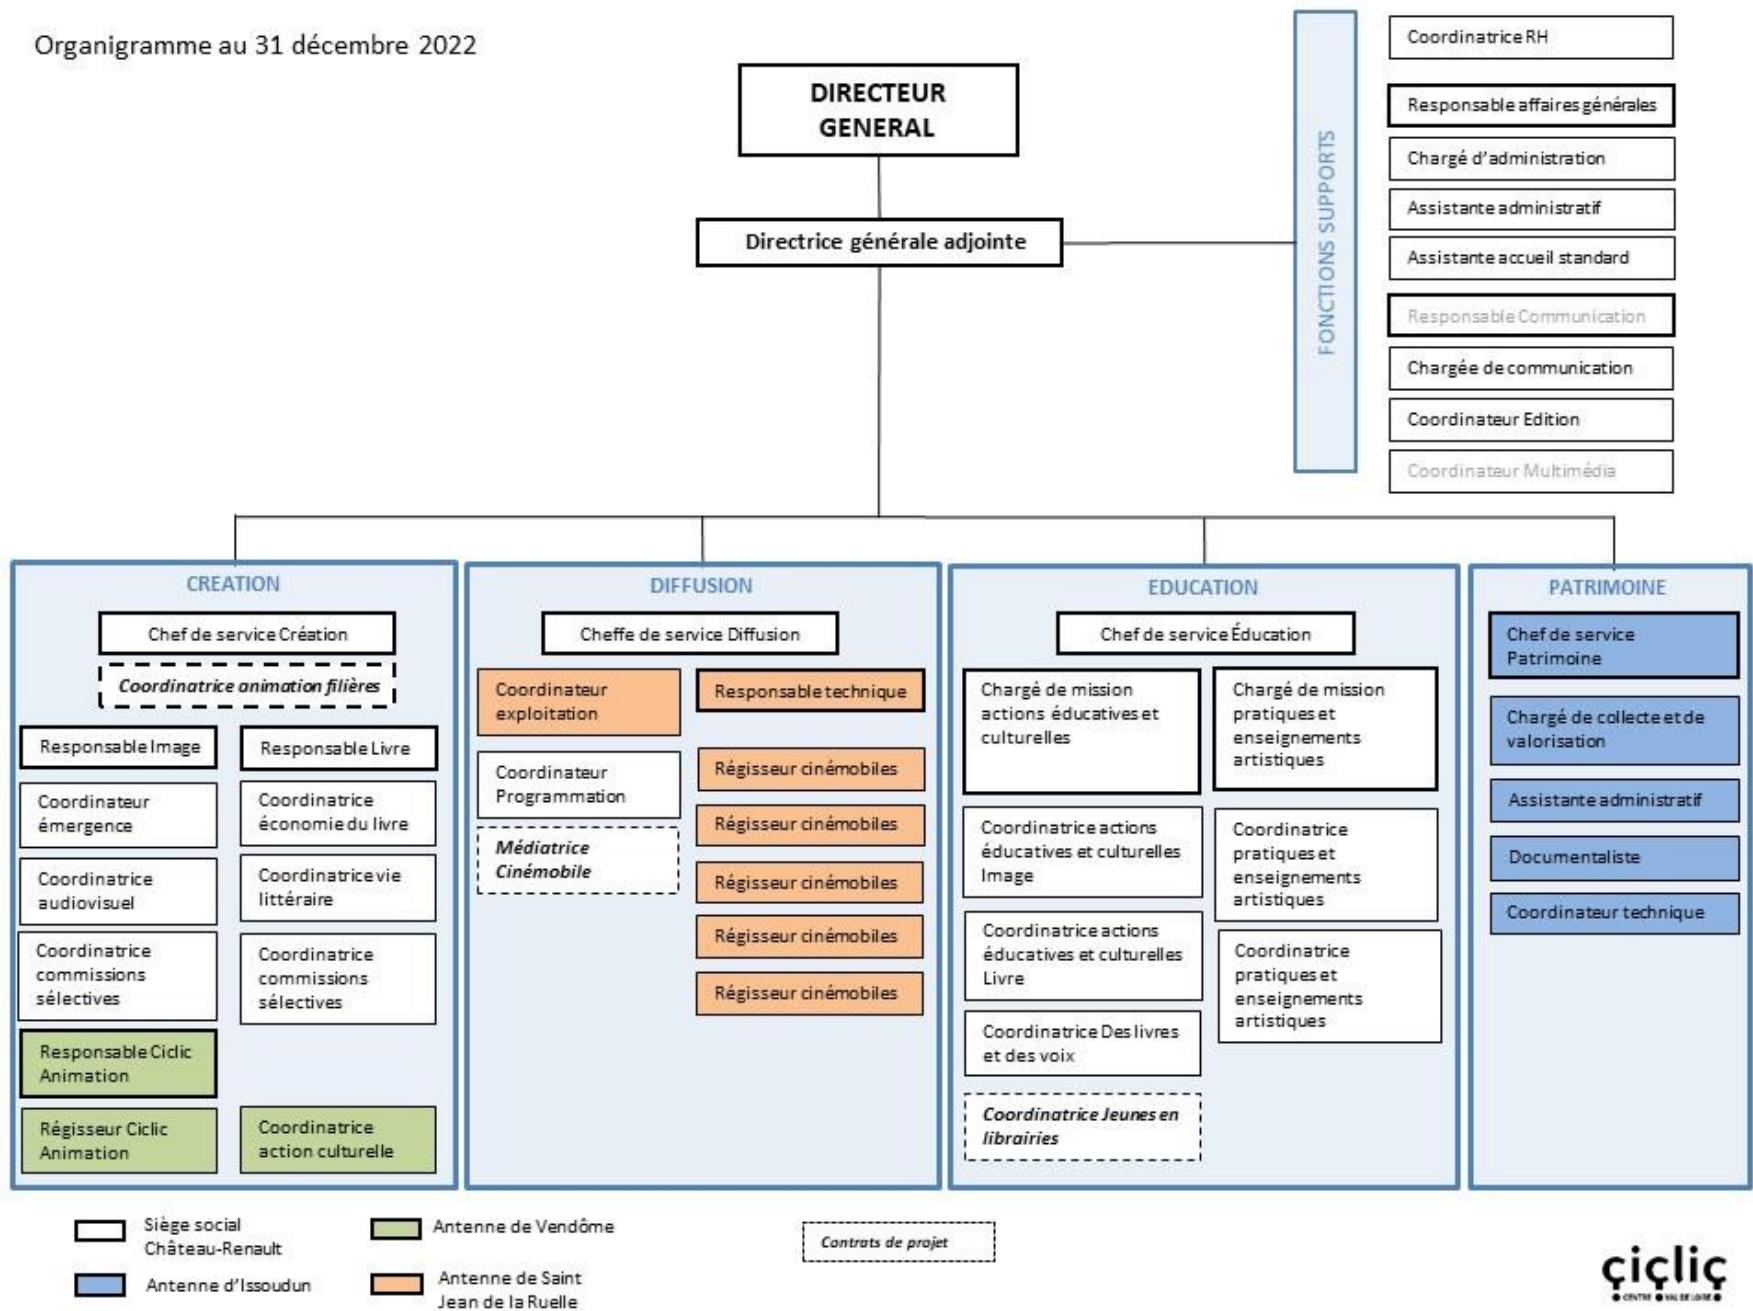 Organigramme au 31 décembre 2022
DIRECTEUR
GENERAL
Directrice générale adjointe
FONCTIONS SUPPORTS
Coordinatrice RH
Responsable affaires générales
Chargé d'administration
Assistante administratif
Assistante accueil standard
Responsable Communication
Chargée de communication
Coordinateur Edition
Coordinateur Multimédia
CREATION
Chef de service Création
Coordinatrice animation filières
Responsable Image
Coordinateur
émergence
Coordinatrice
audiovisuel
Coordinatrice
commissions
sélectives
Responsable Ciclic
Animation
Régisseur Ciclic
Animation
Responsable Livre
Coordinatrice
économie du livre
Coordinatrice vie
littéraire
Coordinatrice
commissions
sélectives
Coordinatrice
action culturelle
DIFFUSION
Cheffe de service Diffusion
Coordinateur
exploitation
Coordinateur
Programmation
Médiatrice
Cinémobile
Responsable technique
Régisseur cinémobiles
Régisseur cinémobiles
Régisseur cinémobiles
Régisseur cinémobiles
Régisseur cinémobiles
EDUCATION
Chef de service Éducation
Chargé de mission
actions éducatives et
culturelles
Coordinatrice actions
éducatives et culturelles
Image
Coordinatrice actions
éducatives et culturelles
Livre
Coordinatrice Des livres
et des voix
Coordinatrice Jeunes en
librairies
Chargé de mission
pratiques et
enseignements
artistiques
Coordinatrice
pratiques et
enseignements
artistiques
Coordinatrice
pratiques et
enseignements
artistiques
PATRIMOINE
Chef de service
Patrimoine
Chargé de collecte et de
valorisation
Assistante administratif
Documentaliste
Coordinateur technique
Siège social
Château-Renault
Antenne d'Issoudun
Antenne de Vendôme
Antenne de Saint
Jean de la Ruelle
Contrats de projet
çiçliç
CENTRE VAL DE LOIRE